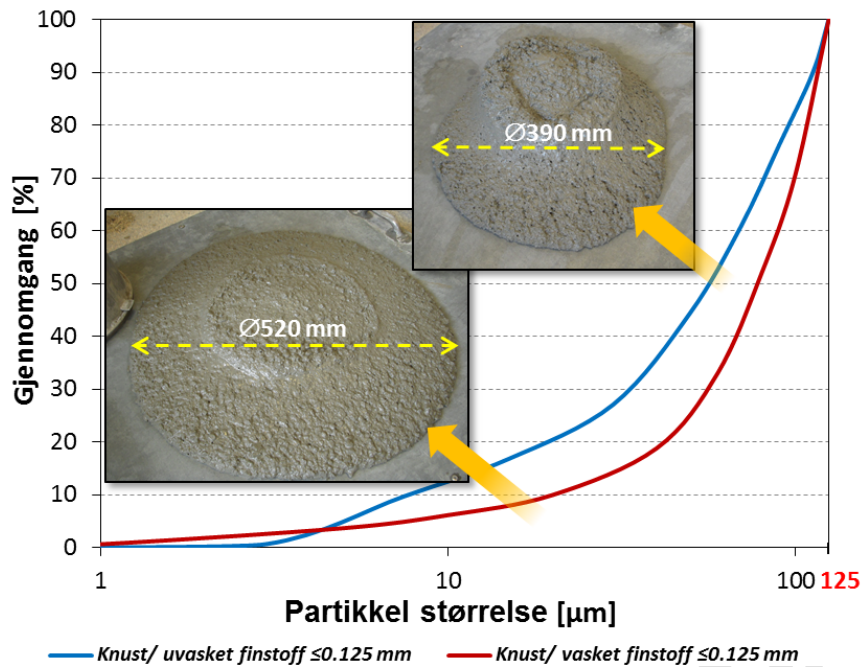 100
90
80
70
60
50
40
30
20
10
0
Gjennomgang [%]
Ø390 mm
Ø520 mm
1
10
100
125
Partikkel størrelse [µm]
Knust/ uvasket finstoff ≤0.125 mm
Knust/ vasket finstoff ≤0.125 mm